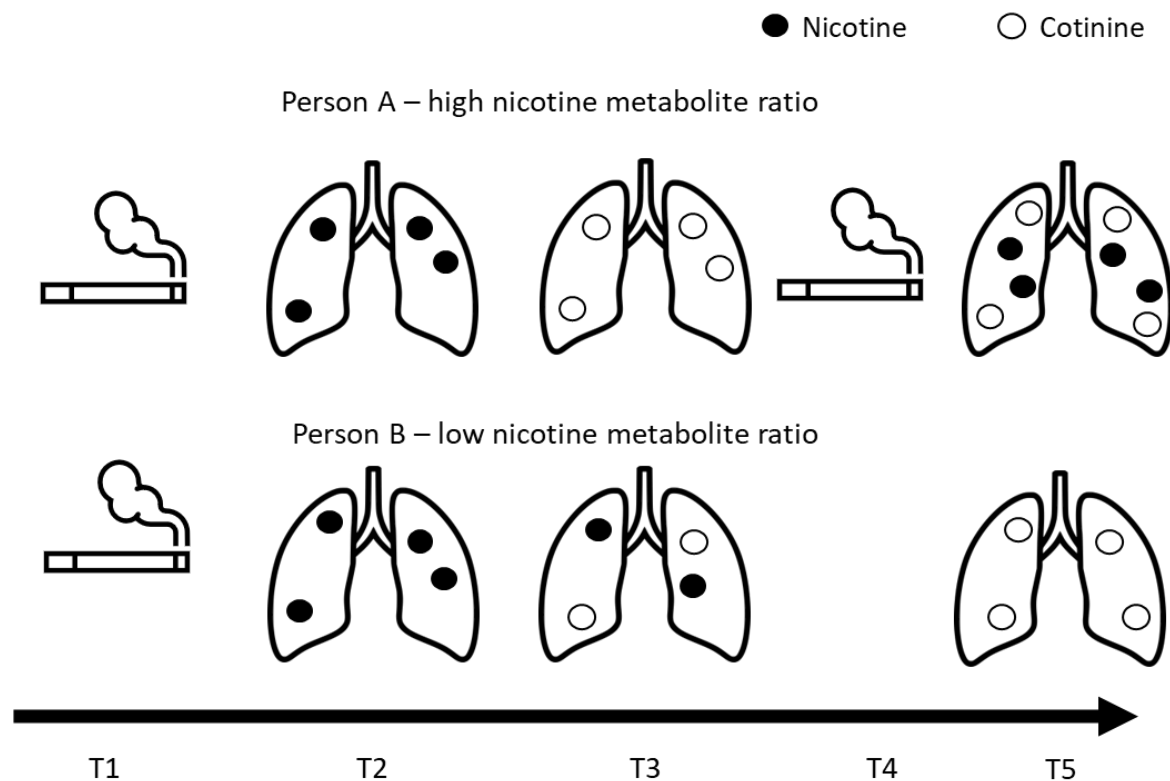 Nicotine Cotinine
Person A – high nicotine metabolite ratio
Person B – low nicotine metabolite ratio
T1 T2 T3 T4 T5